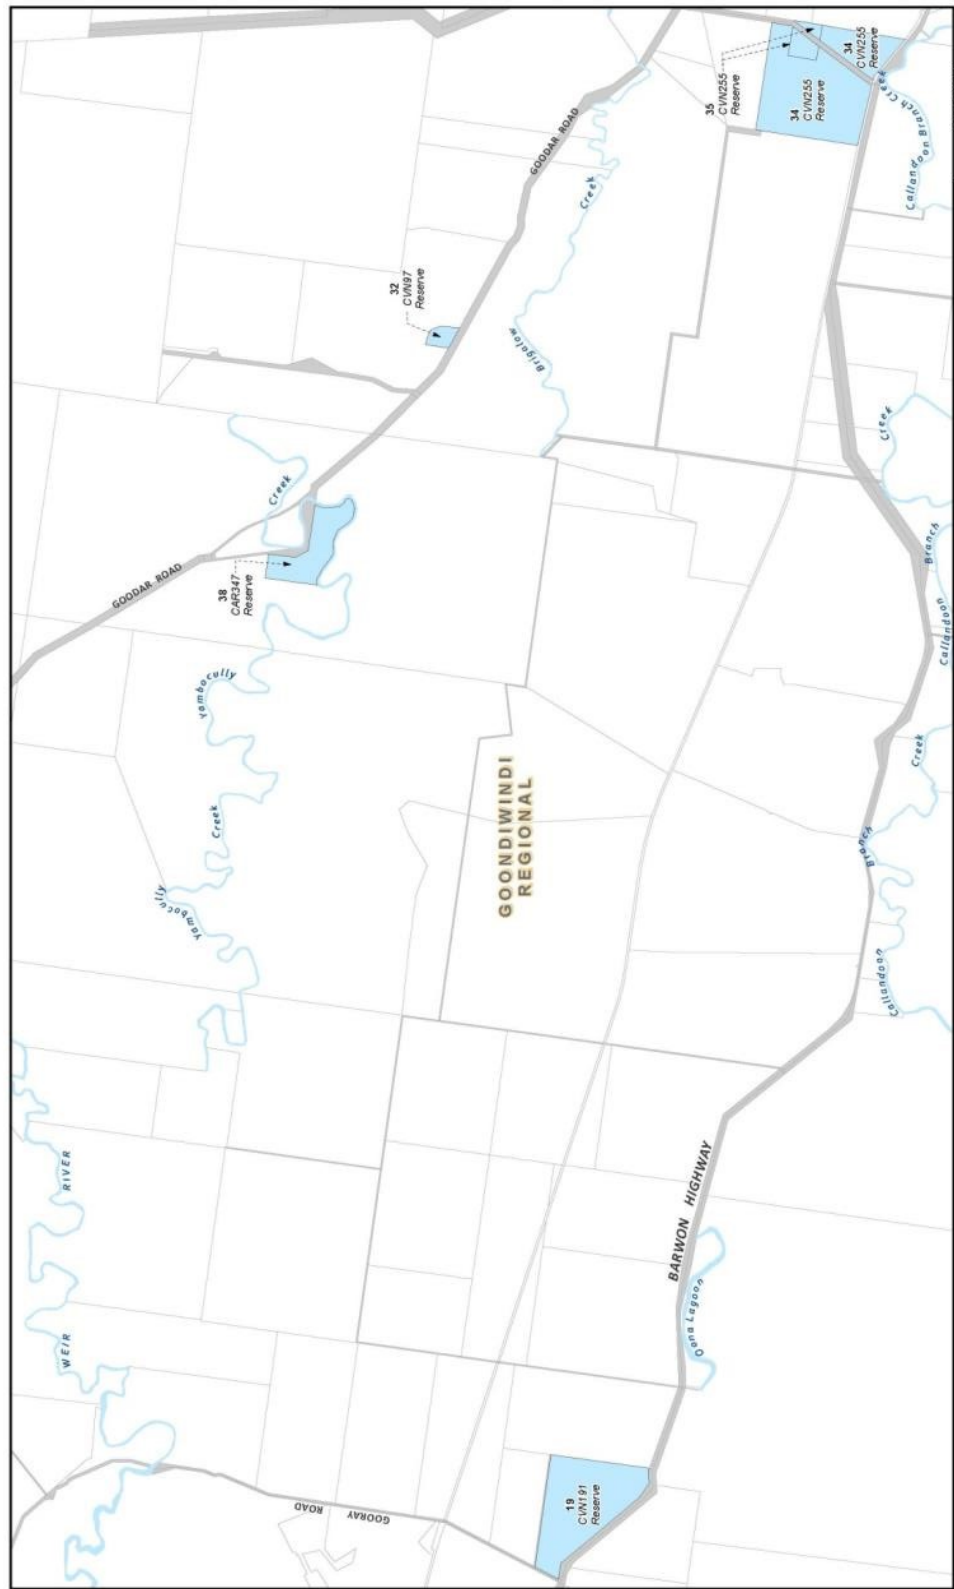 34
CVN255
Reserve
35
CVN255
Reserve
34
CVN255
Reserve
Callandoon Branch Creek
GOODAR ROAD
Creek
Brigalow
32
CVN97
Reserve
Creek
GOODAR ROAD
38
CAR347
Reserve
Creek
Branch
Callandoon
Yambocully
Creek
Yambocully
GOONDIWINDI
REGIONAL
Creek
Branch
Callandoon
RIVER
WEIR
BARWON HIGHWAY
Oona Lagoon
GOORAY
ROAD
19
CVN191
Reserve